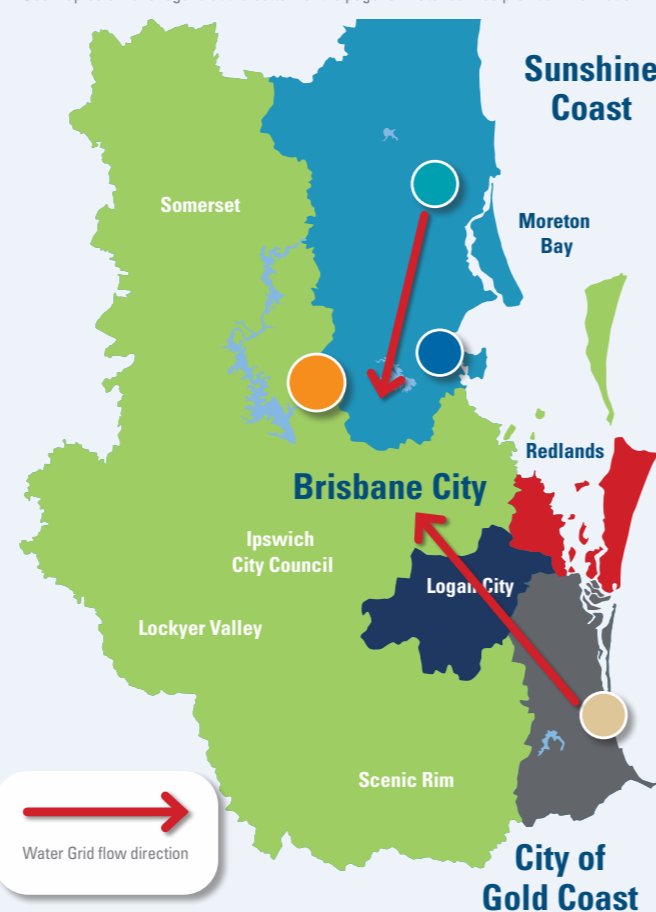 Sunshine
Coast
Somerset
Moreton
Bay
Redlands
Brisbane City
Ipswich
City Council
Logan City
Lockyer Valley
Scenic Rim
Water Grid flow direction
City of
Gold Coast